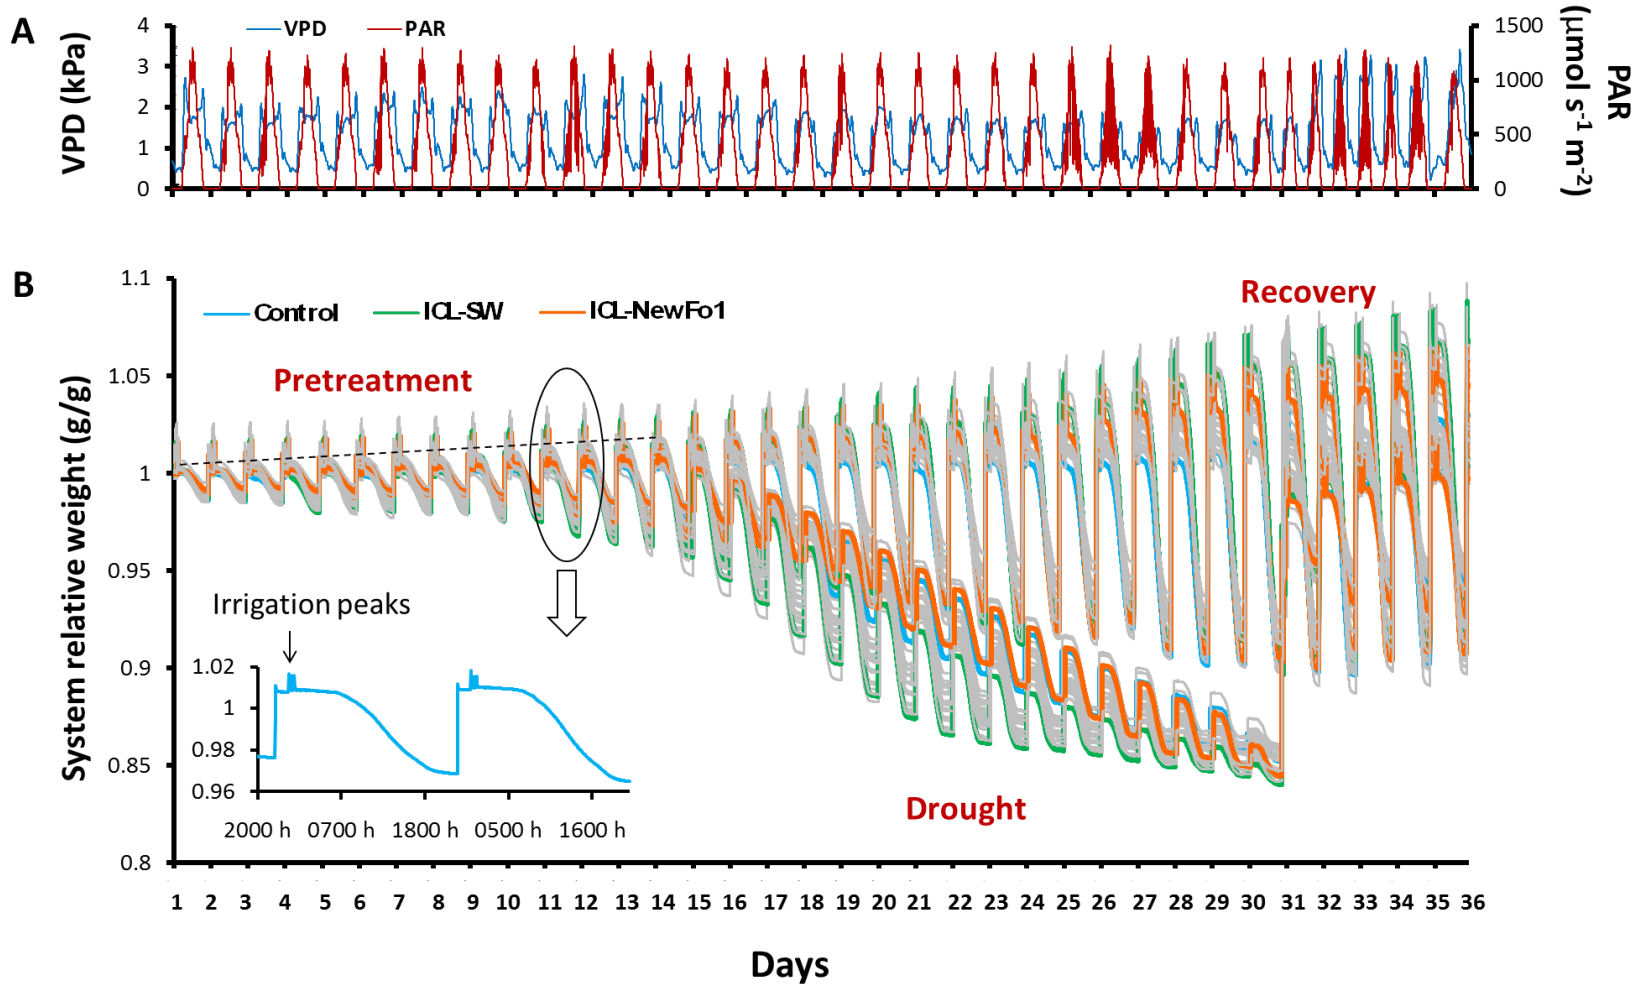 A
VPD (kPa)
4
3
2
1
0
VPD PAR
1500
1000
500
0
PAR
(μmol s⁻¹ m⁻²)
B
System relative weight (g/g)
1.1
1.05
1
0.95
0.9
0.85
0.8
Control ICL-SW ICL-NewFo1
Pretreatment
Recovery
Drought
Irrigation peaks
1.02
1
0.98
0.96
2000 h 0700 h 1800 h 0500 h 1600 h
1 2 3 4 5 6 7 8 9 10 11 12 13 14 15 16 17 18 19 20 21 22 23 24 25 26 27 28 29 30 31 32 33 34 35 36
Days